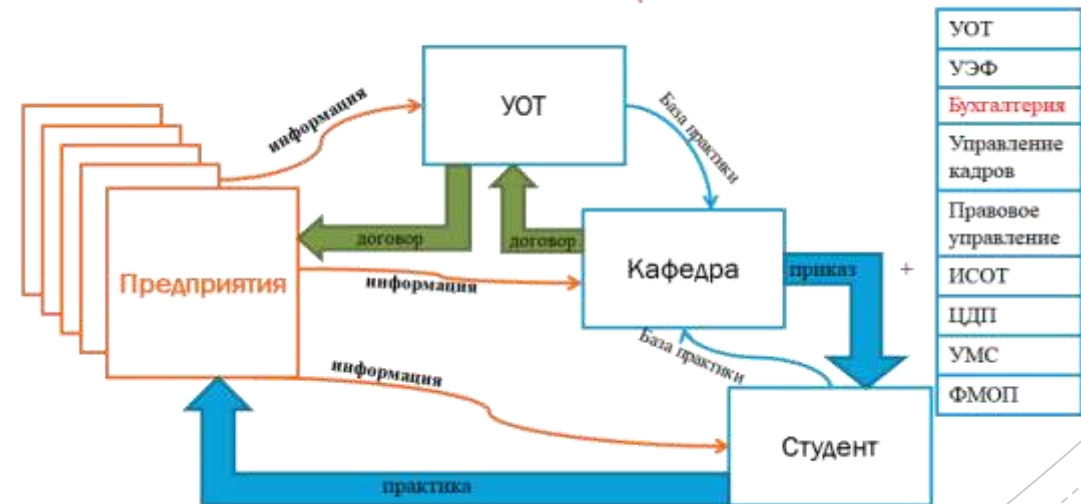 УОТ
УЭФ
Бухгалтерия
Управление
кадров
Правовое
управление
ИСОТ
ЦДП
УМС
ФМОП
+
УОТ
информация
База практики
договор
договор
Предприятия
информация
Кафедра
приказ
База практики
информация
Студент
практика